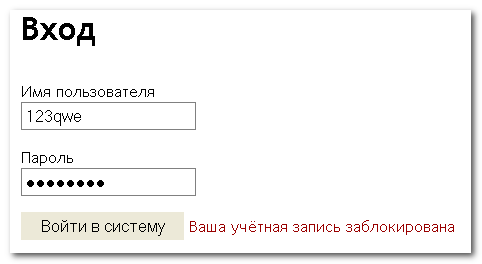 Вход
Имя пользователя
123qwe
Пароль
●●●●●●●●
Войти в систему Ваша учётная запись заблокирована